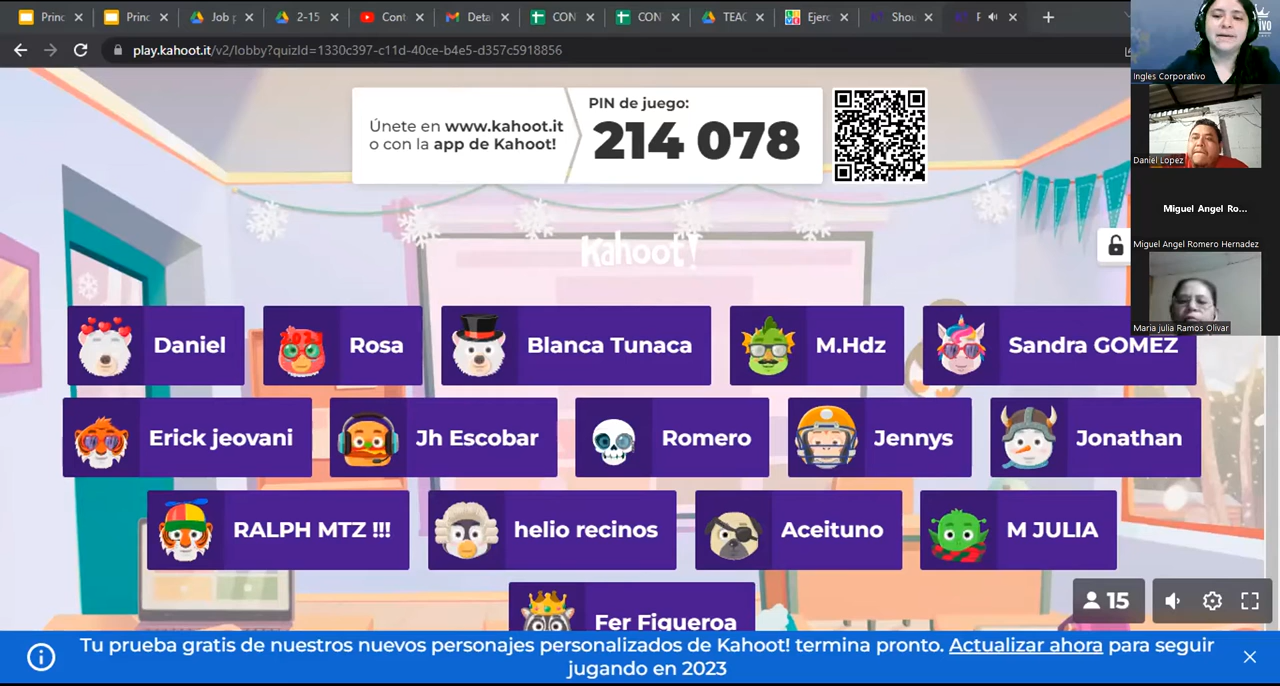 Princ
Princ
Job p
2-15
Cont
Deta
CON
CON
TEAC
Ejerc
Shou
play.kahoot.it/v2/lobby?quizId=1330c397-c11d-40ce-b4e5-d357c5918856
Únete en www.kahoot.it
o con la app de Kahoot!
PIN de juego:
214 078
Kahoot!
Ingles Corporativo
Daniel Lopez
Miguel Angel Ro...
Miguel Angel Romero Hernadez
Maria julia Ramos Olivar
Daniel
Rosa
Blanca Tunaca
M.Hdz
Sandra GOMEZ
Erick jeovani
Jh Escobar
Romero
Jennys
Jonathan
RALPH MTZ !!!
helio recinos
Aceituno
M JULIA
Fer Figueroa
15
Tu prueba gratis de nuestros nuevos personajes personalizados de Kahoot! termina pronto. Actualizar ahora para seguir
jugando en 2023